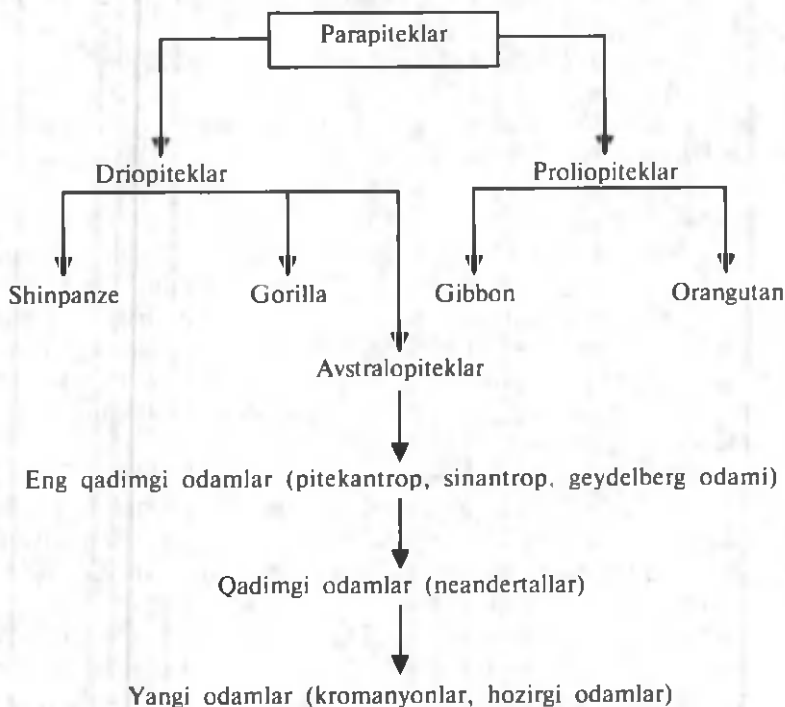 Parapiteklar
Driopiteklar
Proliopiteklar
Shinpanze
Gorilla
Gibbon
Orangutan
Avstralopiteklar
Eng qadimgi odamlar (pitekantrop, sinantrop, geydelberg odami)
Qadimgi odamlar (neandertallar)
Yangi odamlar (kromanyonlar, hozirgi odamlar)